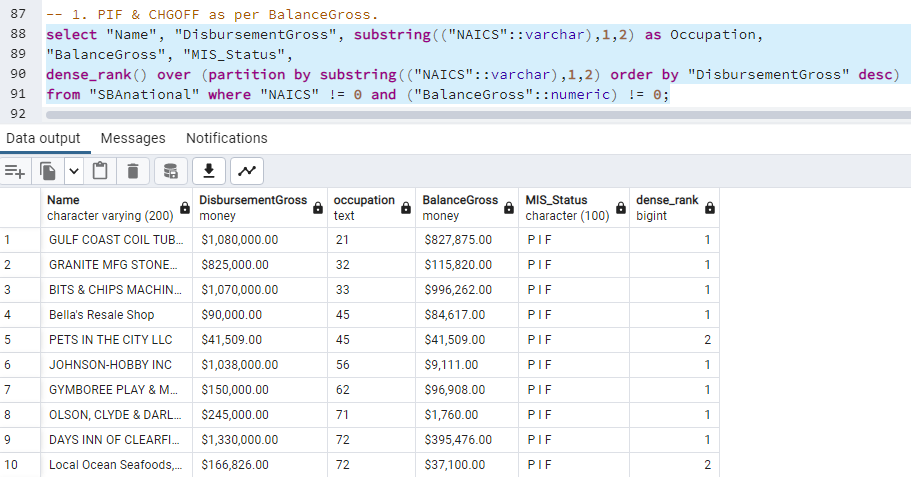 87 -- 1. PIF & CHGOFF as per BalanceGross.
88 select "Name", "DisbursementGross", substring(("NAICS"::varchar),1,2) as Occupation,
89 "BalanceGross", "MIS_Status",
90 dense_rank() over (partition by substring(("NAICS"::varchar),1,2) order by "DisbursementGross" desc)
91 from "SBAnational" where "NAICS" != 0 and ("BalanceGross"::numeric) != 0;
92
Data output Messages Notifications
Name DisbursementGross occupation BalanceGross MIS_Status dense_rank
character varying (200) money text money character (100) bigint
1 GULF COAST COIL TUB... $1,080,000.00 21 $827,875.00 P I F 1
2 GRANITE MFG STONE... $825,000.00 32 $115,820.00 P I F 1
3 BITS & CHIPS MACHIN... $1,070,000.00 33 $996,262.00 P I F 1
4 Bella's Resale Shop $90,000.00 45 $84,617.00 P I F 1
5 PETS IN THE CITY LLC $41,509.00 45 $41,509.00 P I F 2
6 JOHNSON-HOBBY INC $1,038,000.00 56 $9,111.00 P I F 1
7 GYMBOREE PLAY & M... $150,000.00 62 $96,908.00 P I F 1
8 OLSON, CLYDE & DARL... $245,000.00 71 $1,760.00 P I F 1
9 DAYS INN OF CLEARFI... $1,330,000.00 72 $395,476.00 P I F 1
10 Local Ocean Seafoods,... $166,826.00 72 $37,100.00 P I F 2